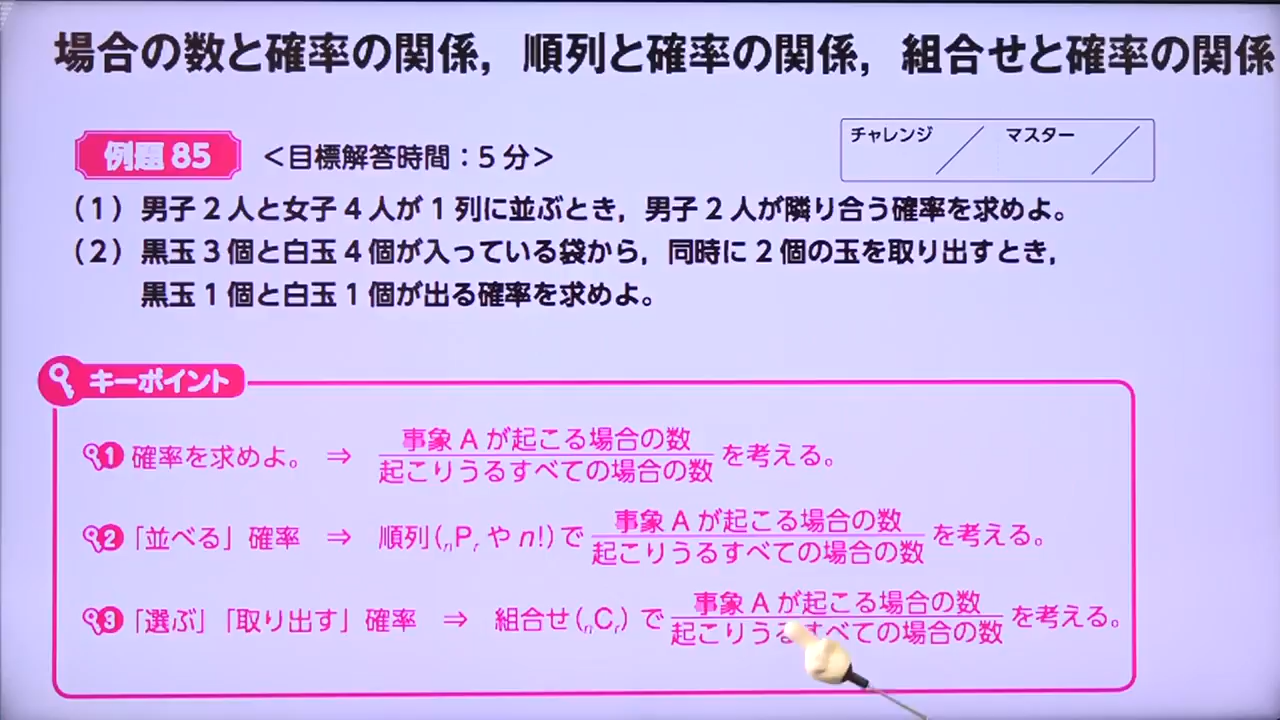 場合の数と確率の関係，順列と確率の関係，組合せと確率の関係
例題 85 ＜目標解答時間：5 分＞
チャレンジ ／ マスター ／
（1）男子 2 人と女子 4 人が 1 列に並ぶとき，男子 2 人が隣り合う確率を求めよ。
（2）黒玉 3 個と白玉 4 個が入っている袋から，同時に 2 個の玉を取り出すとき，
黒玉 1 個と白玉 1 個が出る確率を求めよ。
キーポイント
1 確率を求めよ。 ⇒ 事象 A が起こる場合の数 / 起こりうるすべての場合の数 を考える。
2 「並べる」確率 ⇒ 順列（nPr や n!）で 事象 A が起こる場合の数 / 起こりうるすべての場合の数 を考える。
3 「選ぶ」「取り出す」確率 ⇒ 組合せ（nCr）で 事象 A が起こる場合の数 / 起こりうるすべての場合の数 を考える。